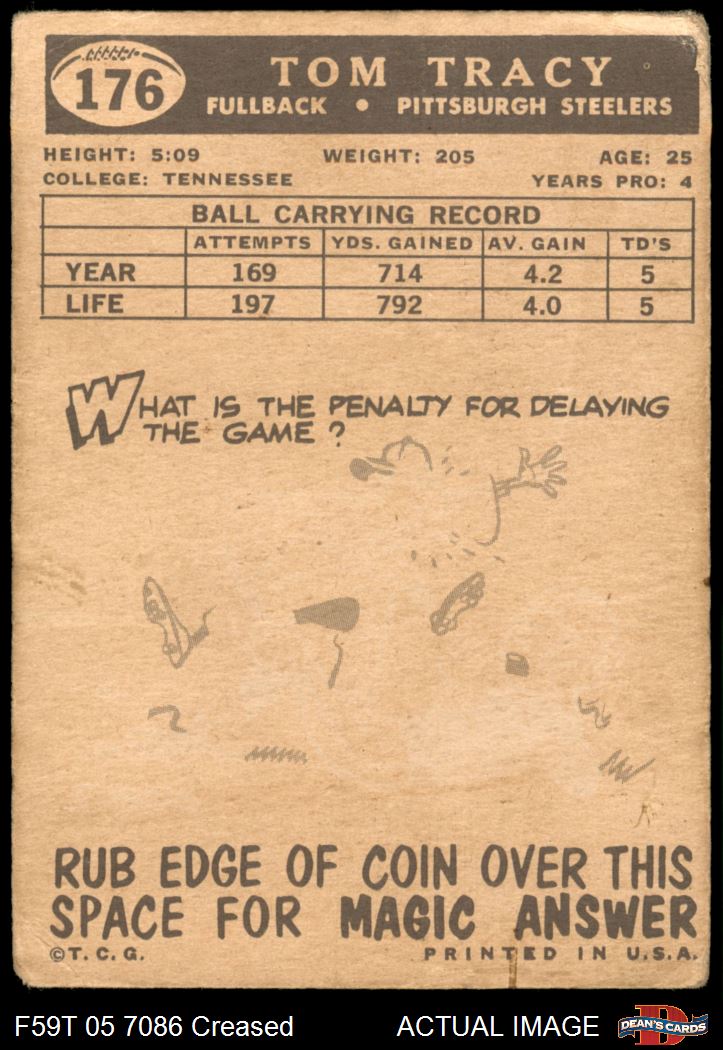 176
TOM TRACY
FULLBACK • PITTSBURGH STEELERS
HEIGHT: 5:09 WEIGHT: 205 AGE: 25
COLLEGE: TENNESSEE YEARS PRO: 4
BALL CARRYING RECORD
ATTEMPTS YDS. GAINED AV. GAIN TD'S
YEAR 169 714 4.2 5
LIFE 197 792 4.0 5
WHAT IS THE PENALTY FOR DELAYING
THE GAME ?
RUB EDGE OF COIN OVER THIS
SPACE FOR MAGIC ANSWER
©T. C. G. PRINTED IN U.S.A.
F59T 05 7086 Creased ACTUAL IMAGE D DEAN'S CARDS